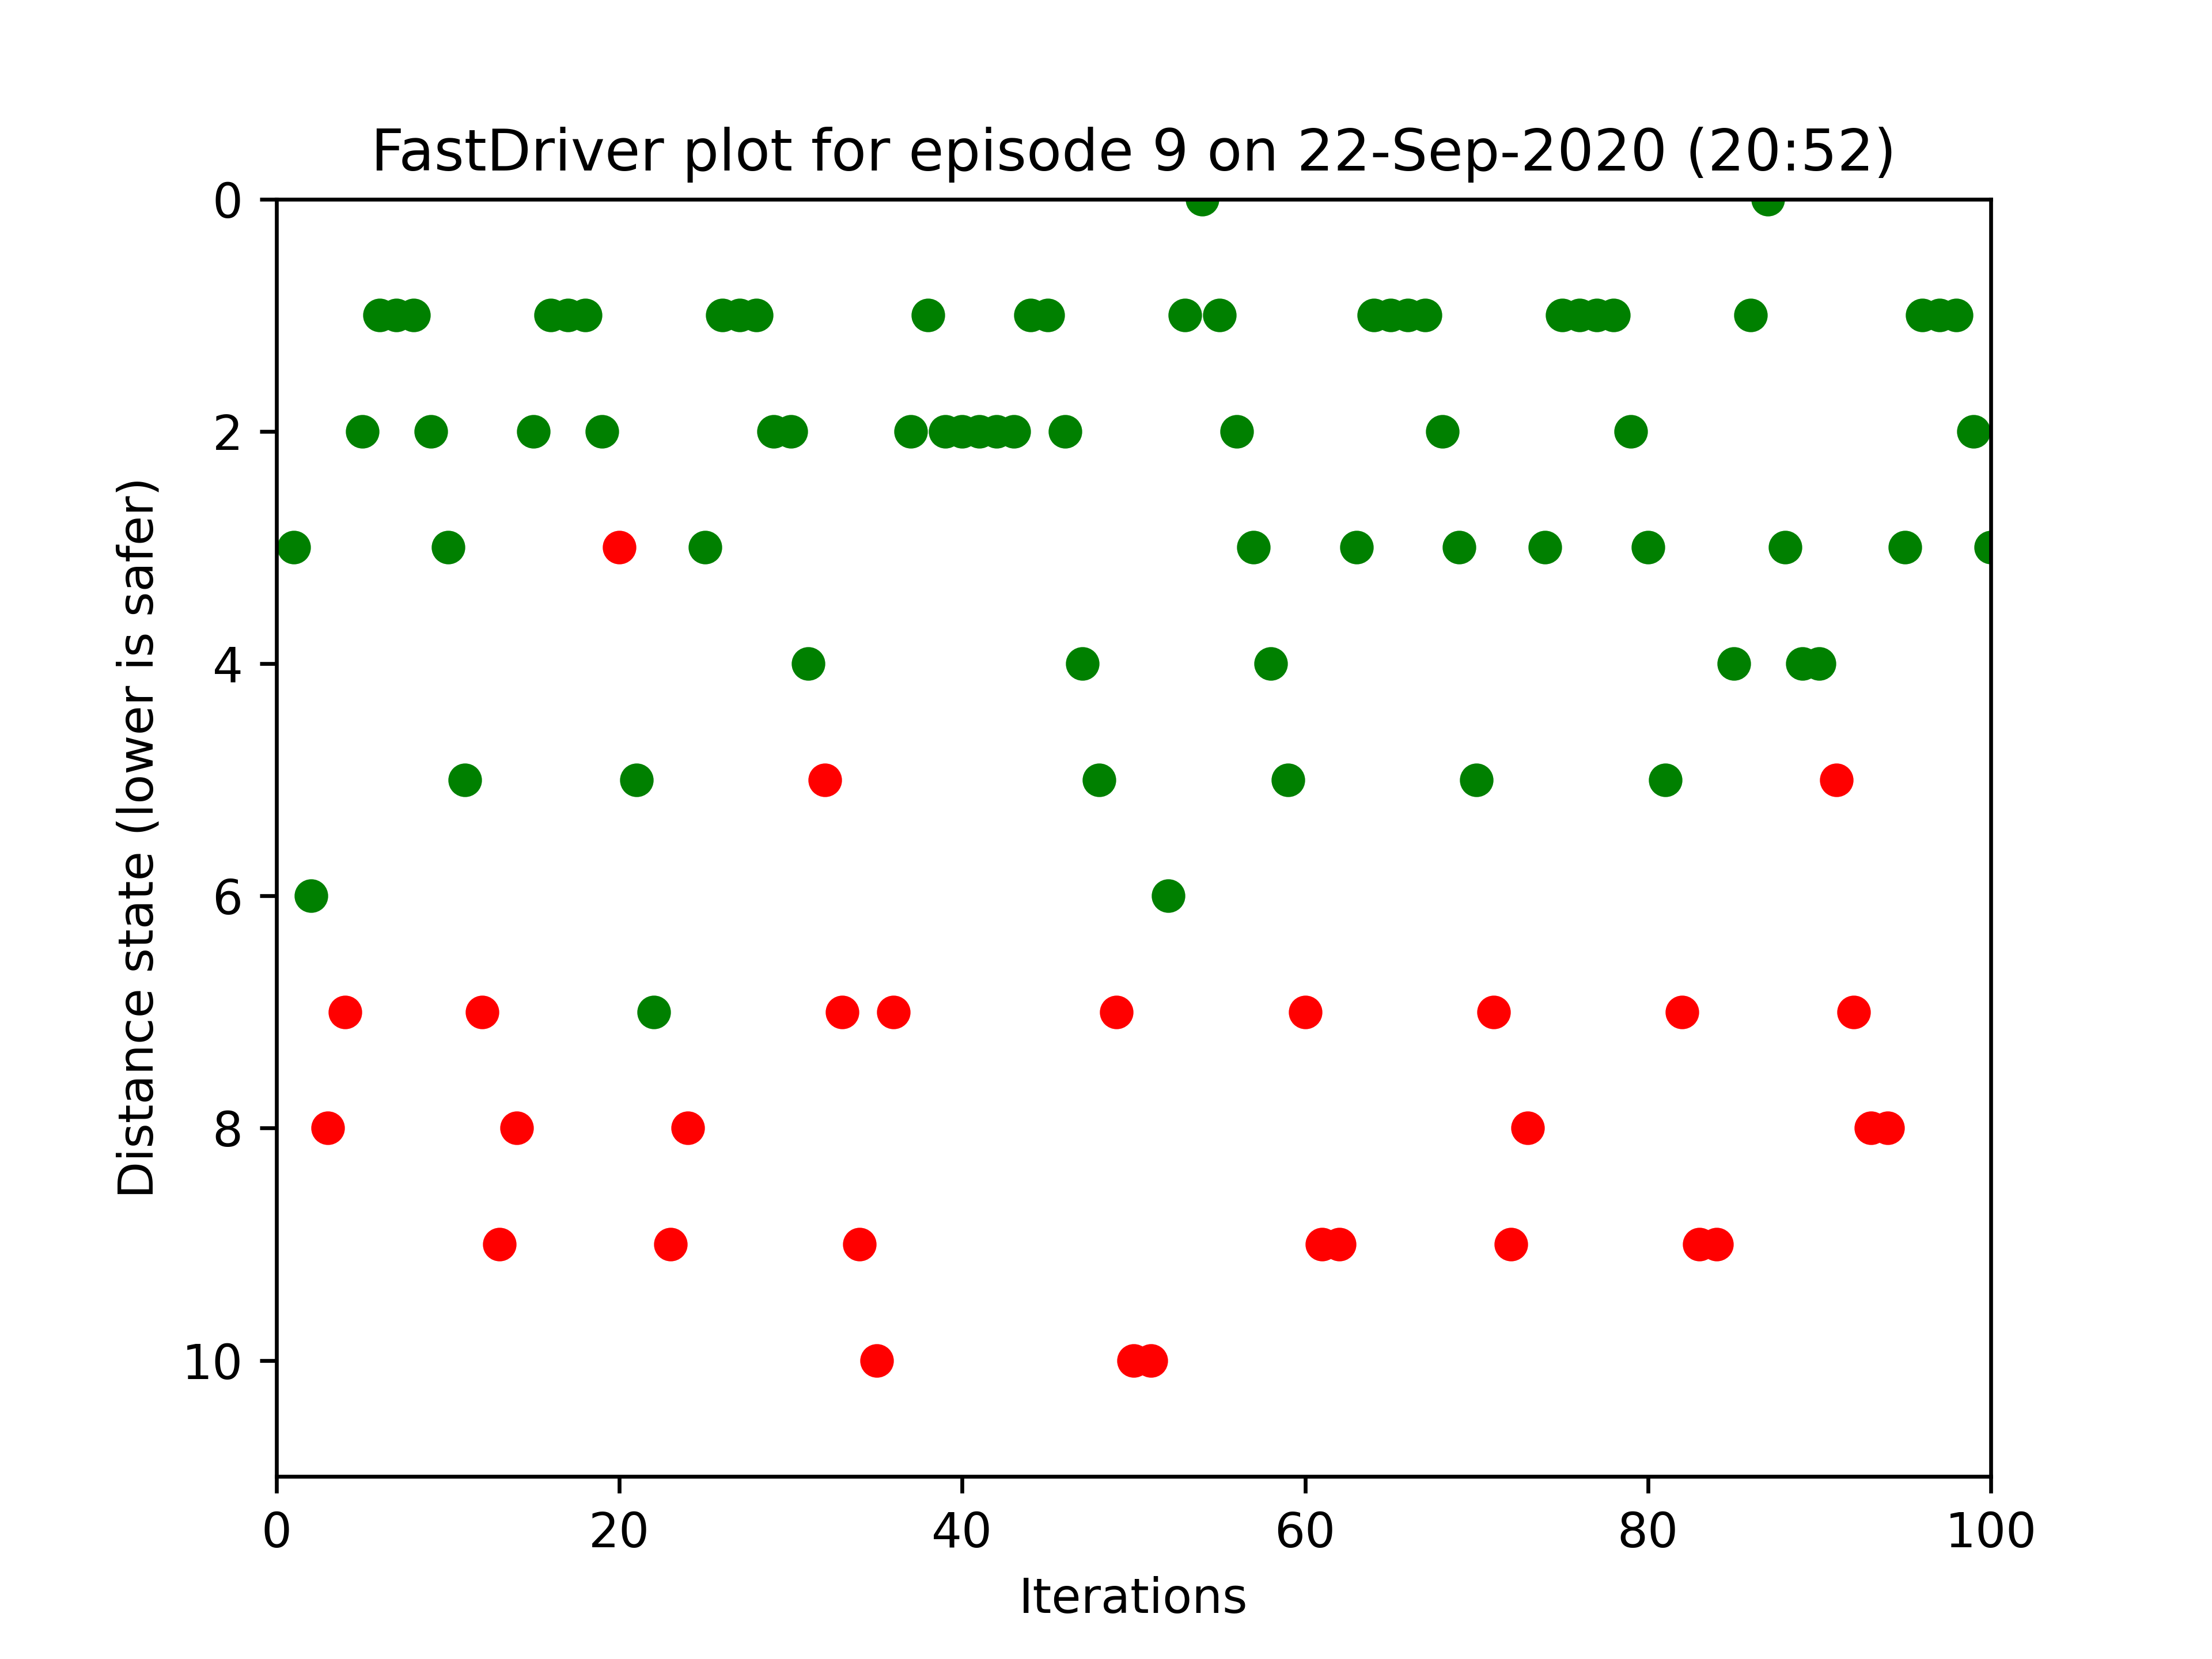 FastDriver plot for episode 9 on 22-Sep-2020 (20:52)
0
2
4
6
8
10
Distance state (lower is safer)
0 20 40 60 80 100
Iterations